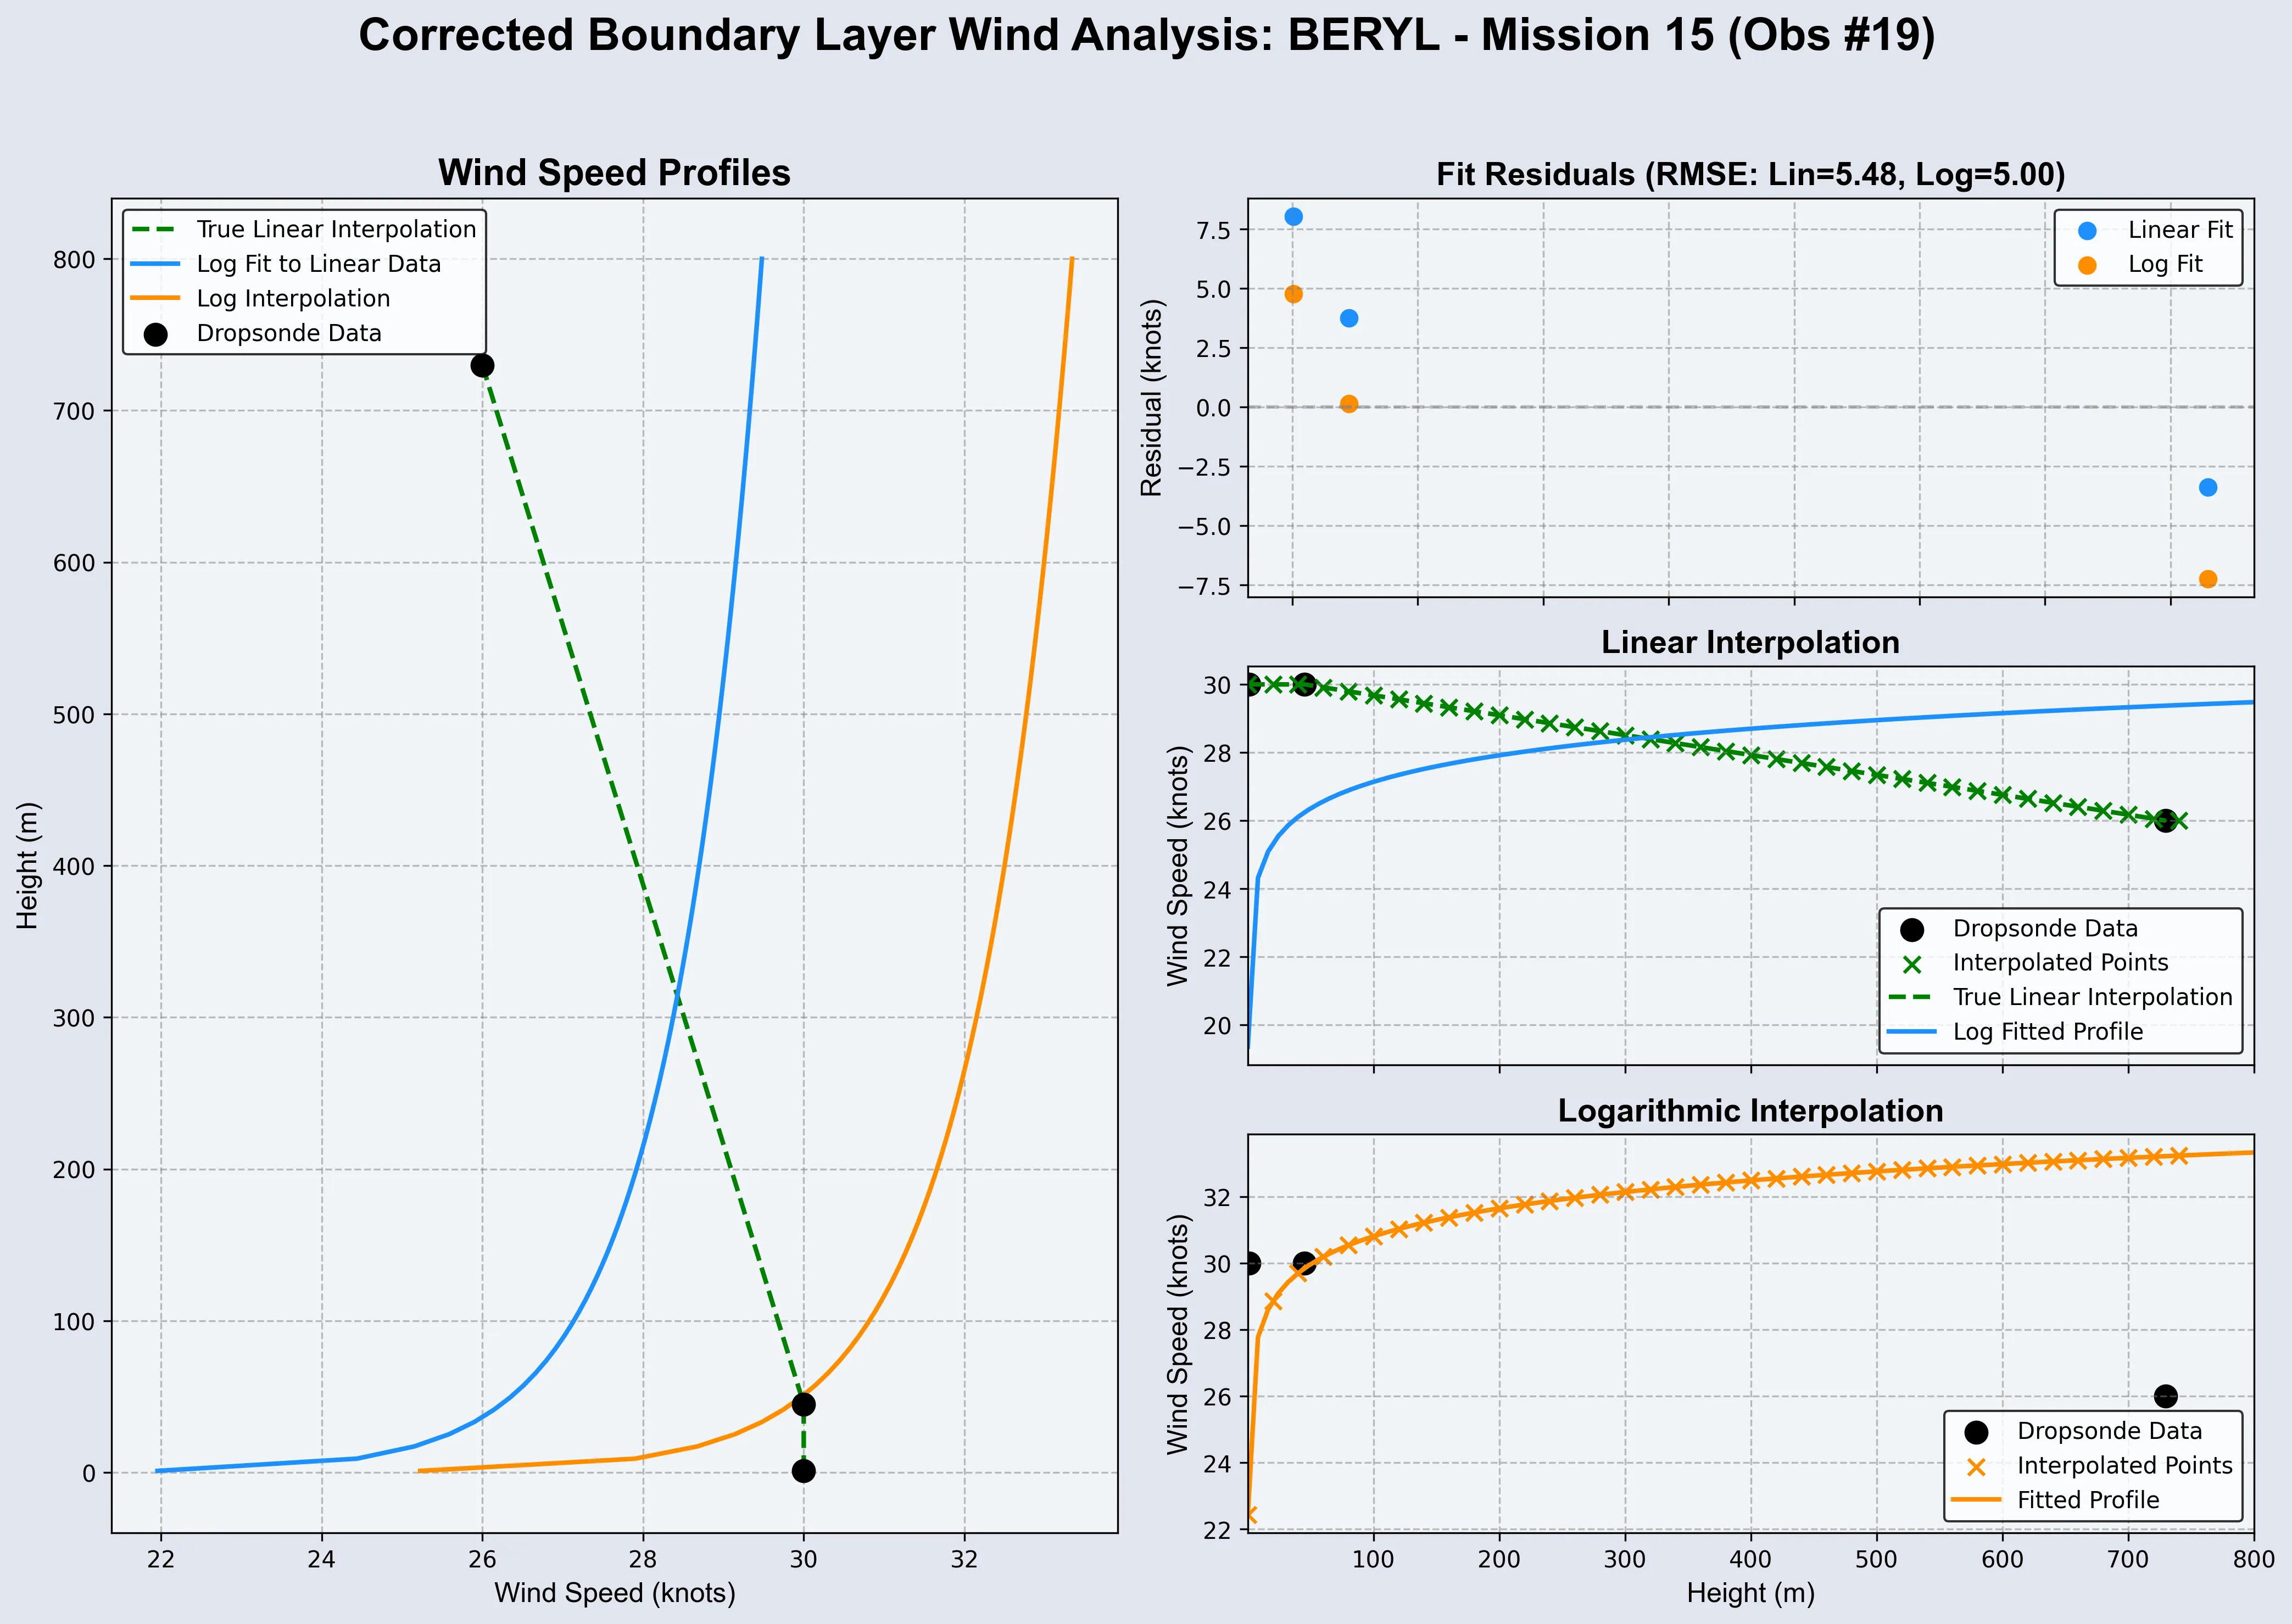 Corrected Boundary Layer Wind Analysis: BERYL - Mission 15 (Obs #19)
Wind Speed Profiles
True Linear Interpolation
Log Fit to Linear Data
Log Interpolation
Dropsonde Data
800
700
600
500
400
300
200
100
0
Height (m)
22 24 26 28 30 32
Wind Speed (knots)
Fit Residuals (RMSE: Lin=5.48, Log=5.00)
Linear Fit
Log Fit
7.5
5.0
2.5
0.0
−2.5
−5.0
−7.5
Residual (knots)
Linear Interpolation
30
28
26
24
22
20
Wind Speed (knots)
Dropsonde Data
Interpolated Points
True Linear Interpolation
Log Fitted Profile
Logarithmic Interpolation
32
30
28
26
24
22
Wind Speed (knots)
Dropsonde Data
Interpolated Points
Fitted Profile
100 200 300 400 500 600 700 800
Height (m)